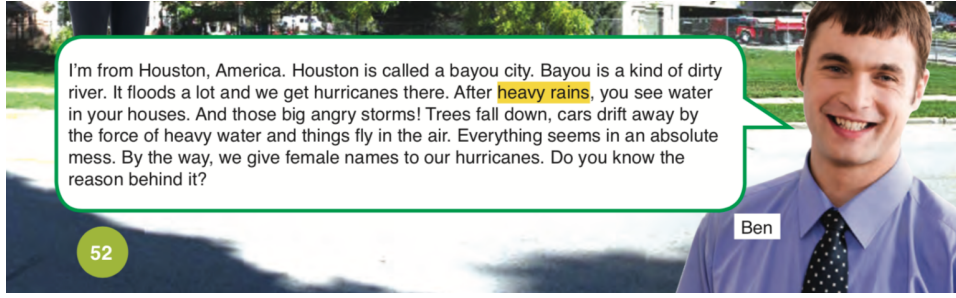 I'm from Houston, America. Houston is called a bayou city. Bayou is a kind of dirty
river. It floods a lot and we get hurricanes there. After heavy rains, you see water
in your houses. And those big angry storms! Trees fall down, cars drift away by
the force of heavy water and things fly in the air. Everything seems in an absolute
mess. By the way, we give female names to our hurricanes. Do you know the
reason behind it?
Ben
52